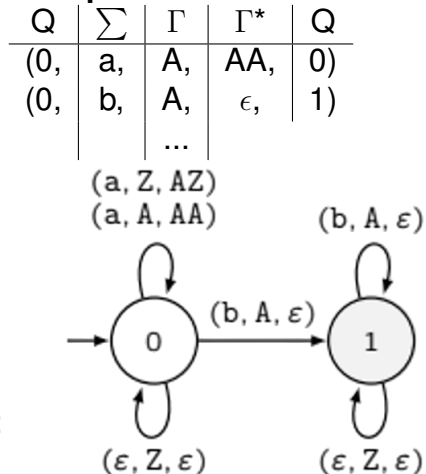 Q ∑ Γ Γ* Q
(0, a, A, AA, 0)
(0, b, A, ϵ, 1)
...
(a, Z, AZ)
(a, A, AA)
(b, A, ε)
(b, A, ε)
0
1
(ε, Z, ε)
(ε, Z, ε)